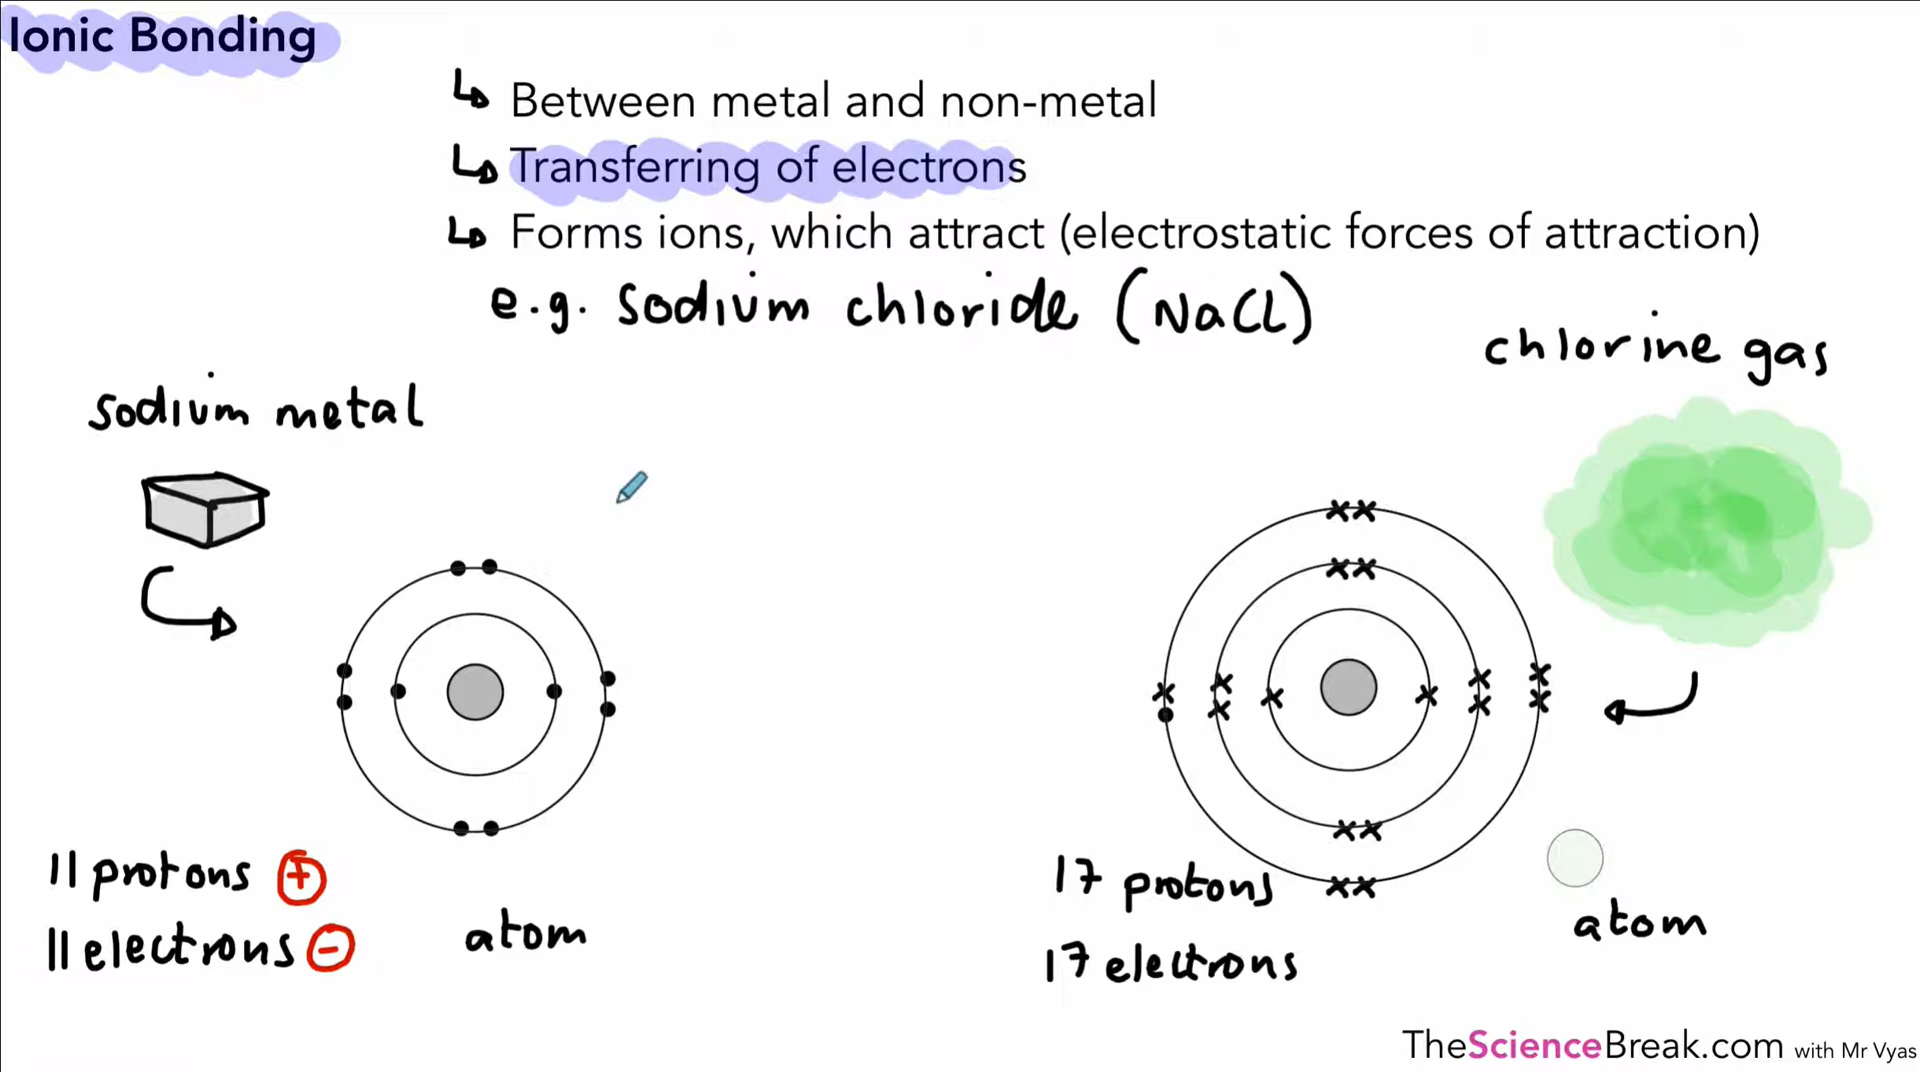 Ionic Bonding
Between metal and non-metal
Transferring of electrons
Forms ions, which attract (electrostatic forces of attraction)
e.g. sodium chloride (NaCl)
chlorine gas
sodium metal
11 protons +
11 electrons -
atom
17 protons
17 electrons
atom
TheScienceBreak.com with Mr Vyas